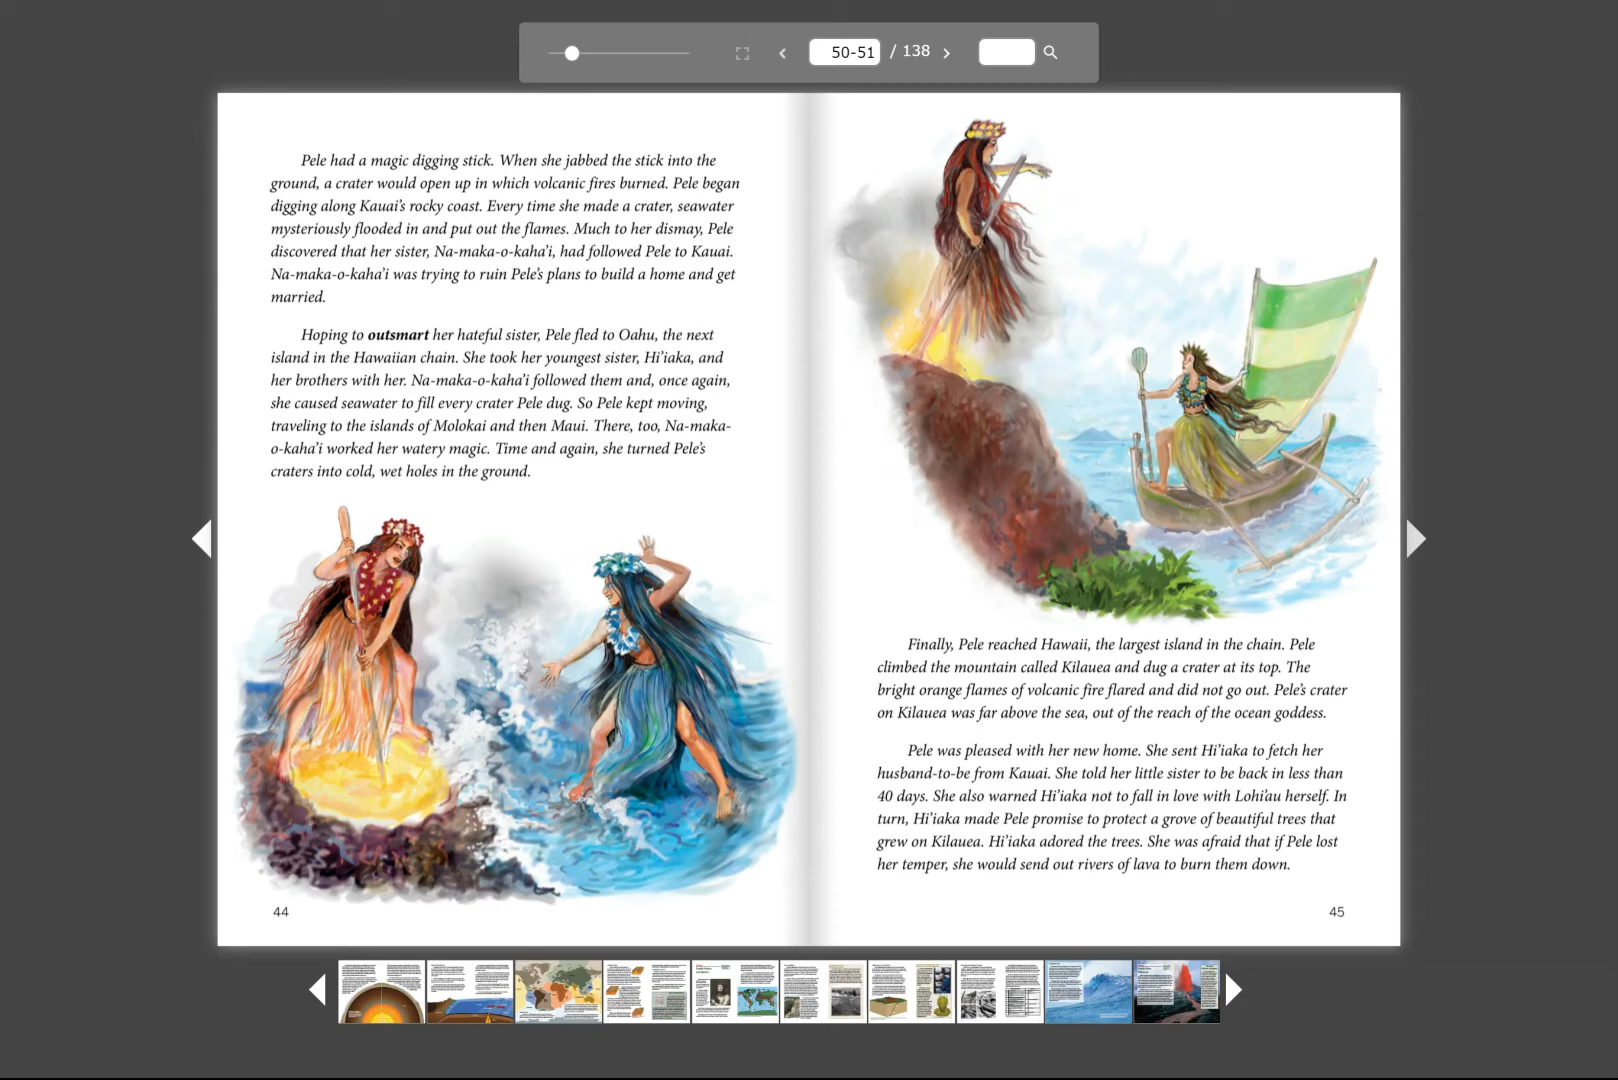 50-51 / 138
Pele had a magic digging stick. When she jabbed the stick into the
ground, a crater would open up in which volcanic fires burned. Pele began
digging along Kauai’s rocky coast. Every time she made a crater, seawater
mysteriously flooded in and put out the flames. Much to her dismay, Pele
discovered that her sister, Na-maka-o-kaha’i, had followed Pele to Kauai.
Na-maka-o-kaha’i was trying to ruin Pele’s plans to build a home and get
married.
Hoping to outsmart her hateful sister, Pele fled to Oahu, the next
island in the Hawaiian chain. She took her youngest sister, Hi’iaka, and
her brothers with her. Na-maka-o-kaha’i followed them and, once again,
she caused seawater to fill every crater Pele dug. So Pele kept moving,
traveling to the islands of Molokai and then Maui. There, too, Na-maka-
o-kaha’i worked her watery magic. Time and again, she turned Pele’s
craters into cold, wet holes in the ground.
44
Finally, Pele reached Hawaii, the largest island in the chain. Pele
climbed the mountain called Kilauea and dug a crater at its top. The
bright orange flames of volcanic fire flared and did not go out. Pele’s crater
on Kilauea was far above the sea, out of the reach of the ocean goddess.
Pele was pleased with her new home. She sent Hi’iaka to fetch her
husband-to-be from Kauai. She told her little sister to be back in less than
40 days. She also warned Hi’iaka not to fall in love with Lohi’au herself. In
turn, Hi’iaka made Pele promise to protect a grove of beautiful trees that
grew on Kilauea. Hi’iaka adored the trees. She was afraid that if Pele lost
her temper, she would send out rivers of lava to burn them down.
45